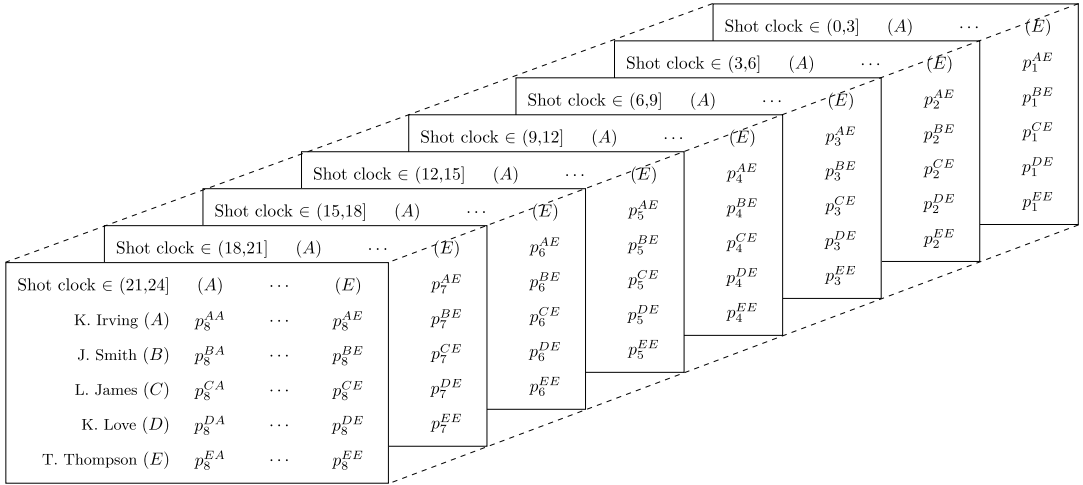 Shot clock ∈ (0,3] (A) ··· (E)
p_1^{AE}
p_1^{BE}
p_1^{CE}
p_1^{DE}
p_1^{EE}
Shot clock ∈ (3,6] (A) ··· (E)
p_2^{AE}
p_2^{BE}
p_2^{CE}
p_2^{DE}
p_2^{EE}
Shot clock ∈ (6,9] (A) ··· (E)
p_3^{AE}
p_3^{BE}
p_3^{CE}
p_3^{DE}
p_3^{EE}
Shot clock ∈ (9,12] (A) ··· (E)
p_4^{AE}
p_4^{BE}
p_4^{CE}
p_4^{DE}
p_4^{EE}
Shot clock ∈ (12,15] (A) ··· (E)
p_5^{AE}
p_5^{BE}
p_5^{CE}
p_5^{DE}
p_5^{EE}
Shot clock ∈ (15,18] (A) ··· (E)
p_6^{AE}
p_6^{BE}
p_6^{CE}
p_6^{DE}
p_6^{EE}
Shot clock ∈ (18,21] (A) ··· (E)
p_7^{AE}
p_7^{BE}
p_7^{CE}
p_7^{DE}
p_7^{EE}
Shot clock ∈ (21,24] (A) ··· (E)
K. Irving (A) p_8^{AA} ··· p_8^{AE}
J. Smith (B) p_8^{BA} ··· p_8^{BE}
L. James (C) p_8^{CA} ··· p_8^{CE}
K. Love (D) p_8^{DA} ··· p_8^{DE}
T. Thompson (E) p_8^{EA} ··· p_8^{EE}